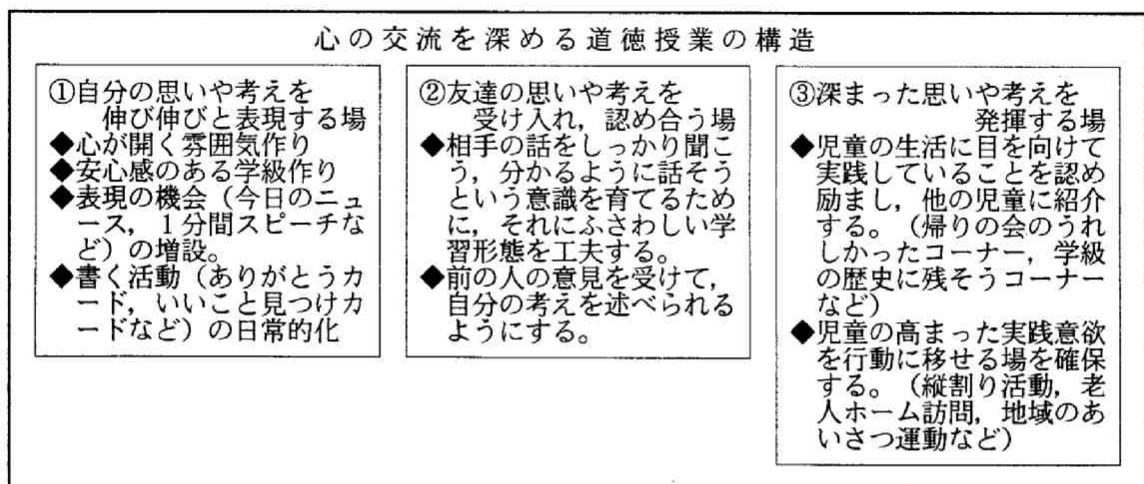 心の交流を深める道徳授業の構造
①自分の思いや考えを
伸び伸びと表現する場
◆心が開く雰囲気作り
◆安心感のある学級作り
◆表現の機会（今日のニュ
ース，１分間スピーチな
ど）の増設。
◆書く活動（ありがとうカ
ード，いいこと見つけカ
ードなど）の日常的化
②友達の思いや考えを
受け入れ，認め合う場
◆相手の話をしっかり聞こ
う，分かるように話そう
という意識を育てるため
に，それにふさわしい学
習形態を工夫する。
◆前の人の意見を受けて，
自分の考えを述べられる
ようにする。
③深まった思いや考えを
発揮する場
◆児童の生活に目を向けて
実践していることを認め
励まし，他の児童に紹介
する。（帰りの会のうれ
しかったコーナー，学級
の歴史に残そうコーナー
など）
◆児童の高まった実践意欲
を行動に移せる場を確保
する。（縦割り活動，老
人ホーム訪問，地域のあ
いさつ運動など）